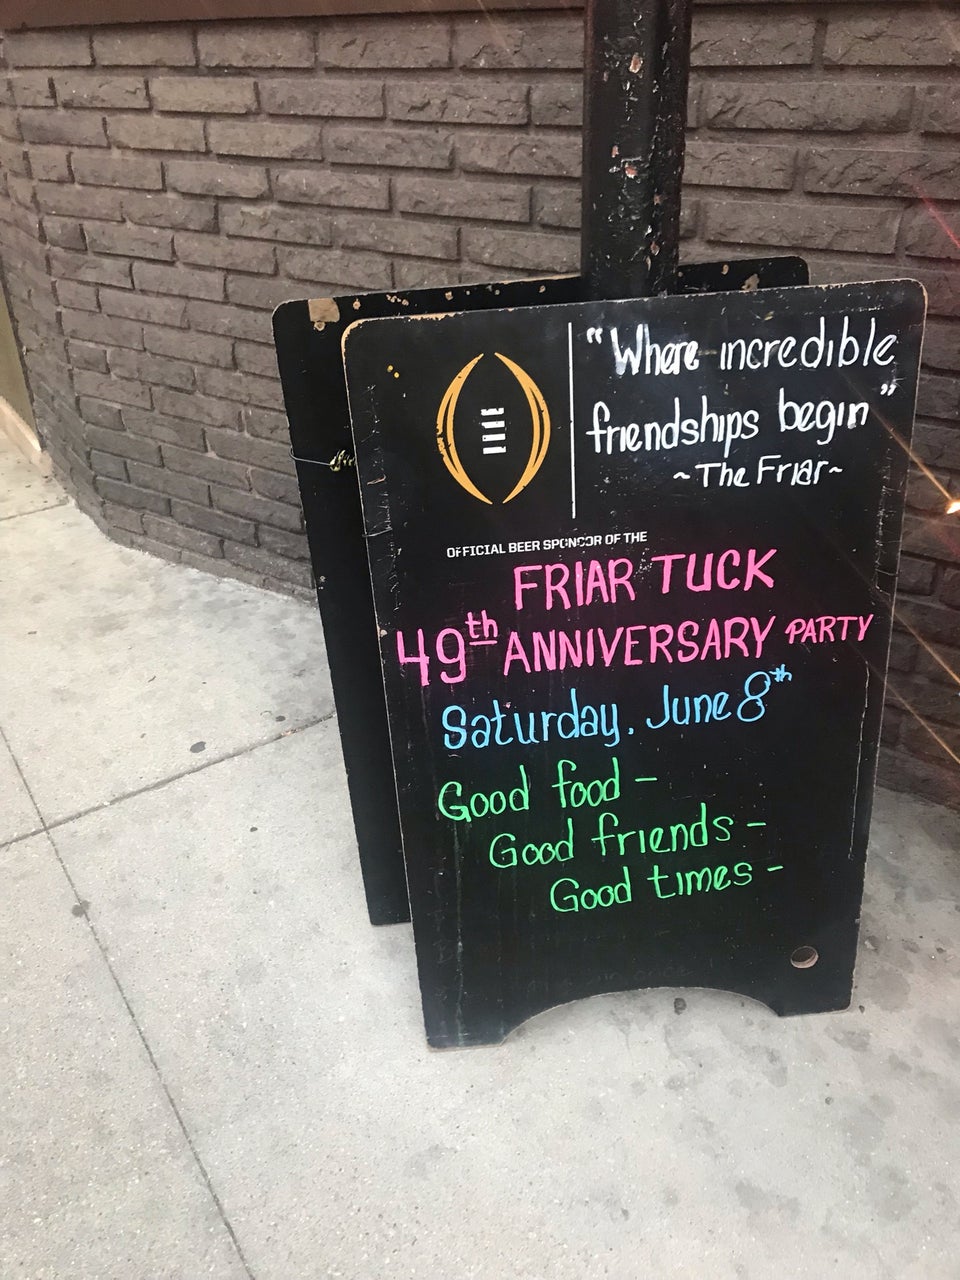 “Where incredible
friendships begin”
~The Friar~
OFFICIAL BEER SPONSOR OF THE
FRIAR TUCK
49th ANNIVERSARY PARTY
Saturday, June 8th
Good food -
Good friends -
Good times -